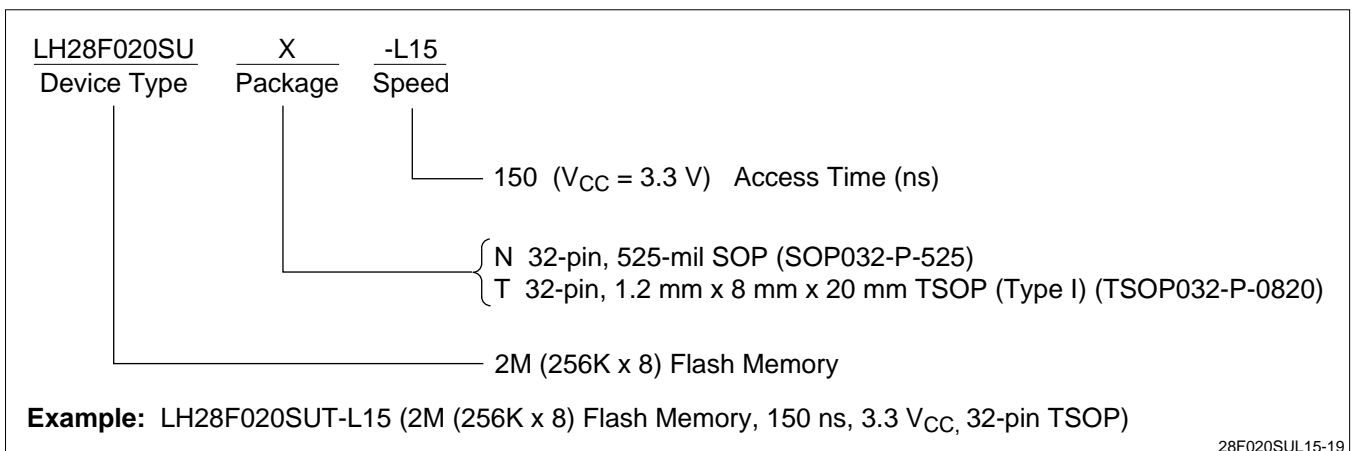 LH28F020SU X -L15
Device Type Package Speed
150 (VCC = 3.3 V) Access Time (ns)
N 32-pin, 525-mil SOP (SOP032-P-525)
T 32-pin, 1.2 mm x 8 mm x 20 mm TSOP (Type I) (TSOP032-P-0820)
2M (256K x 8) Flash Memory
Example: LH28F020SUT-L15 (2M (256K x 8) Flash Memory, 150 ns, 3.3 VCC, 32-pin TSOP)
28F020SUL15-19